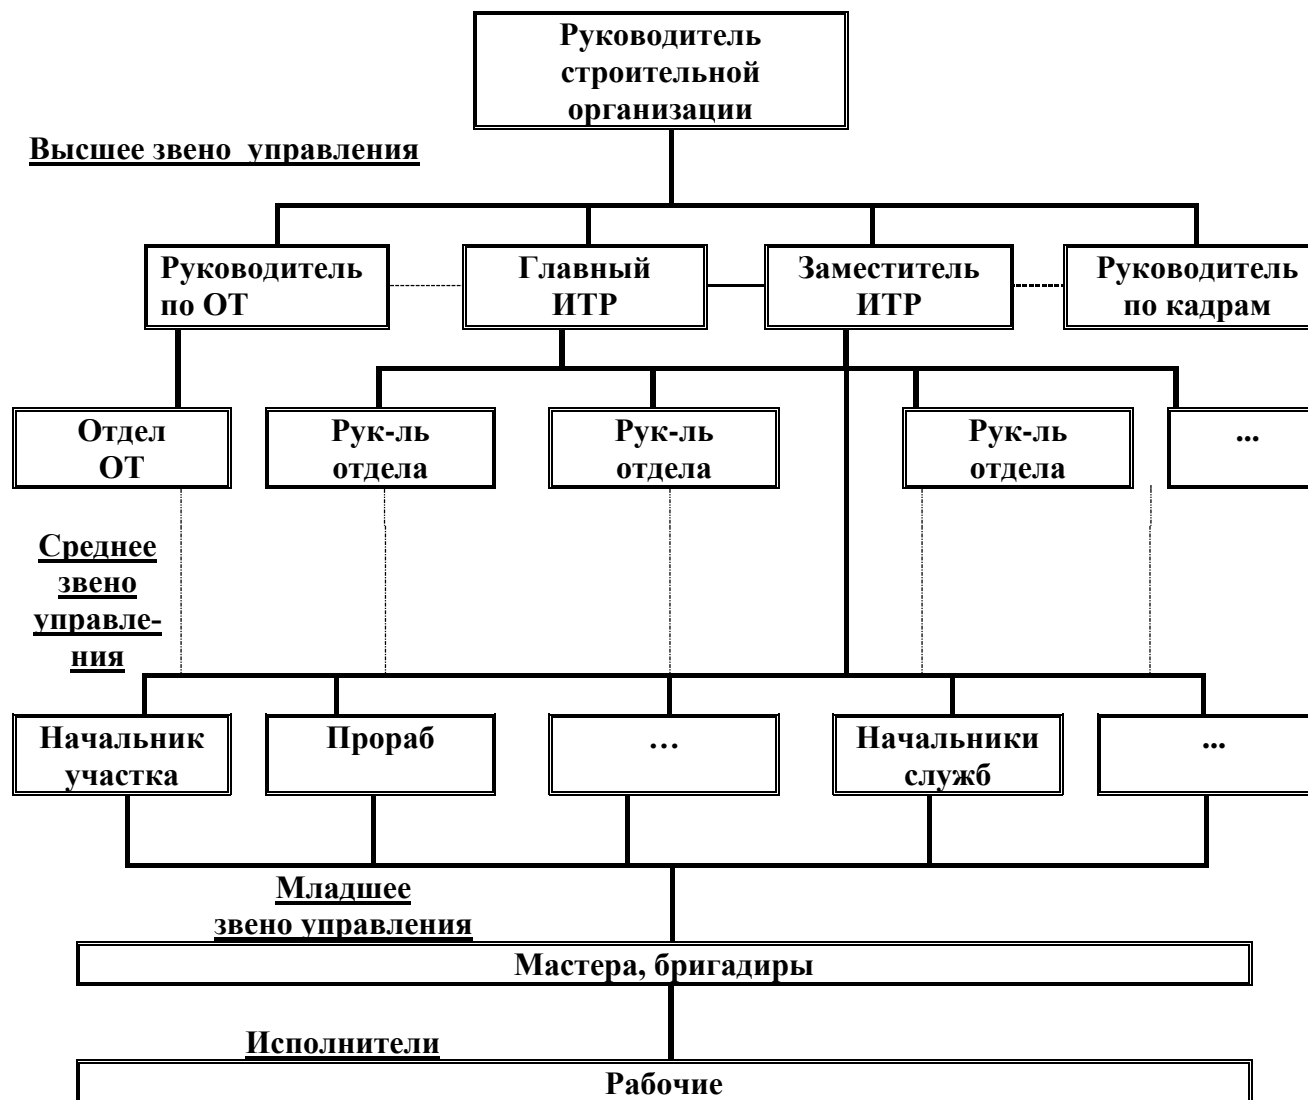 Руководитель
строительной
организации
Высшее звено управления
Руководитель
по ОТ
Главный
ИТР
Заместитель
ИТР
Руководитель
по кадрам
Отдел
ОТ
Рук-ль
отдела
Рук-ль
отдела
Рук-ль
отдела
...
Среднее
звено
управле-
ния
Начальник
участка
Прораб
...
Начальники
служб
...
Младшее
звено управления
Мастера, бригадиры
Исполнители
Рабочие